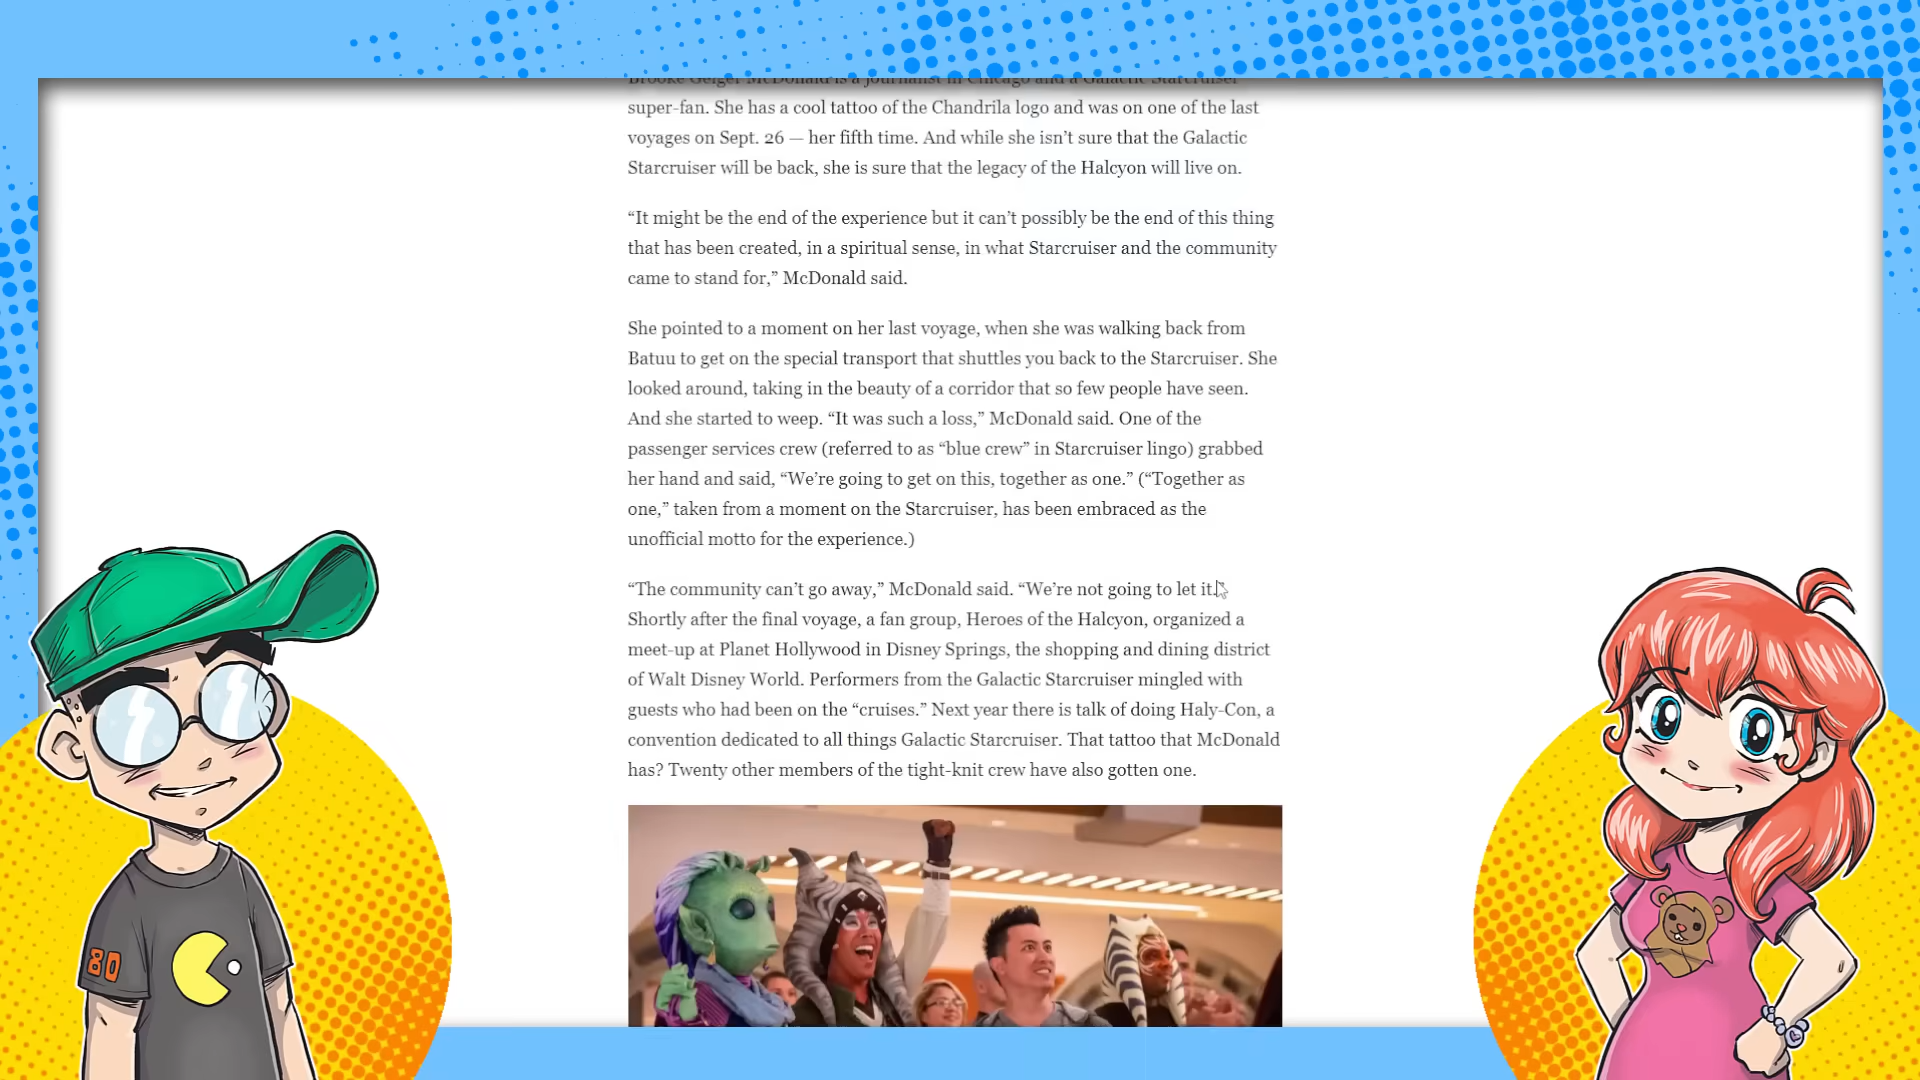 Brooke Geiger McDonald is a journalist in Chicago and a Galactic Starcruiser
super-fan. She has a cool tattoo of the Chandrila logo and was on one of the last
voyages on Sept. 26 — her fifth time. And while she isn’t sure that the Galactic
Starcruiser will be back, she is sure that the legacy of the Halcyon will live on.
“It might be the end of the experience but it can’t possibly be the end of this thing
that has been created, in a spiritual sense, in what Starcruiser and the community
came to stand for,” McDonald said.
She pointed to a moment on her last voyage, when she was walking back from
Batuu to get on the special transport that shuttles you back to the Starcruiser. She
looked around, taking in the beauty of a corridor that so few people have seen.
And she started to weep. “It was such a loss,” McDonald said. One of the
passenger services crew (referred to as “blue crew” in Starcruiser lingo) grabbed
her hand and said, “We’re going to get on this, together as one.” (“Together as
one,” taken from a moment on the Starcruiser, has been embraced as the
unofficial motto for the experience.)
“The community can’t go away,” McDonald said. “We’re not going to let it.”
Shortly after the final voyage, a fan group, Heroes of the Halcyon, organized a
meet-up at Planet Hollywood in Disney Springs, the shopping and dining district
of Walt Disney World. Performers from the Galactic Starcruiser mingled with
guests who had been on the “cruises.” Next year there is talk of doing Haly-Con, a
convention dedicated to all things Galactic Starcruiser. That tattoo that McDonald
has? Twenty other members of the tight-knit crew have also gotten one.
80